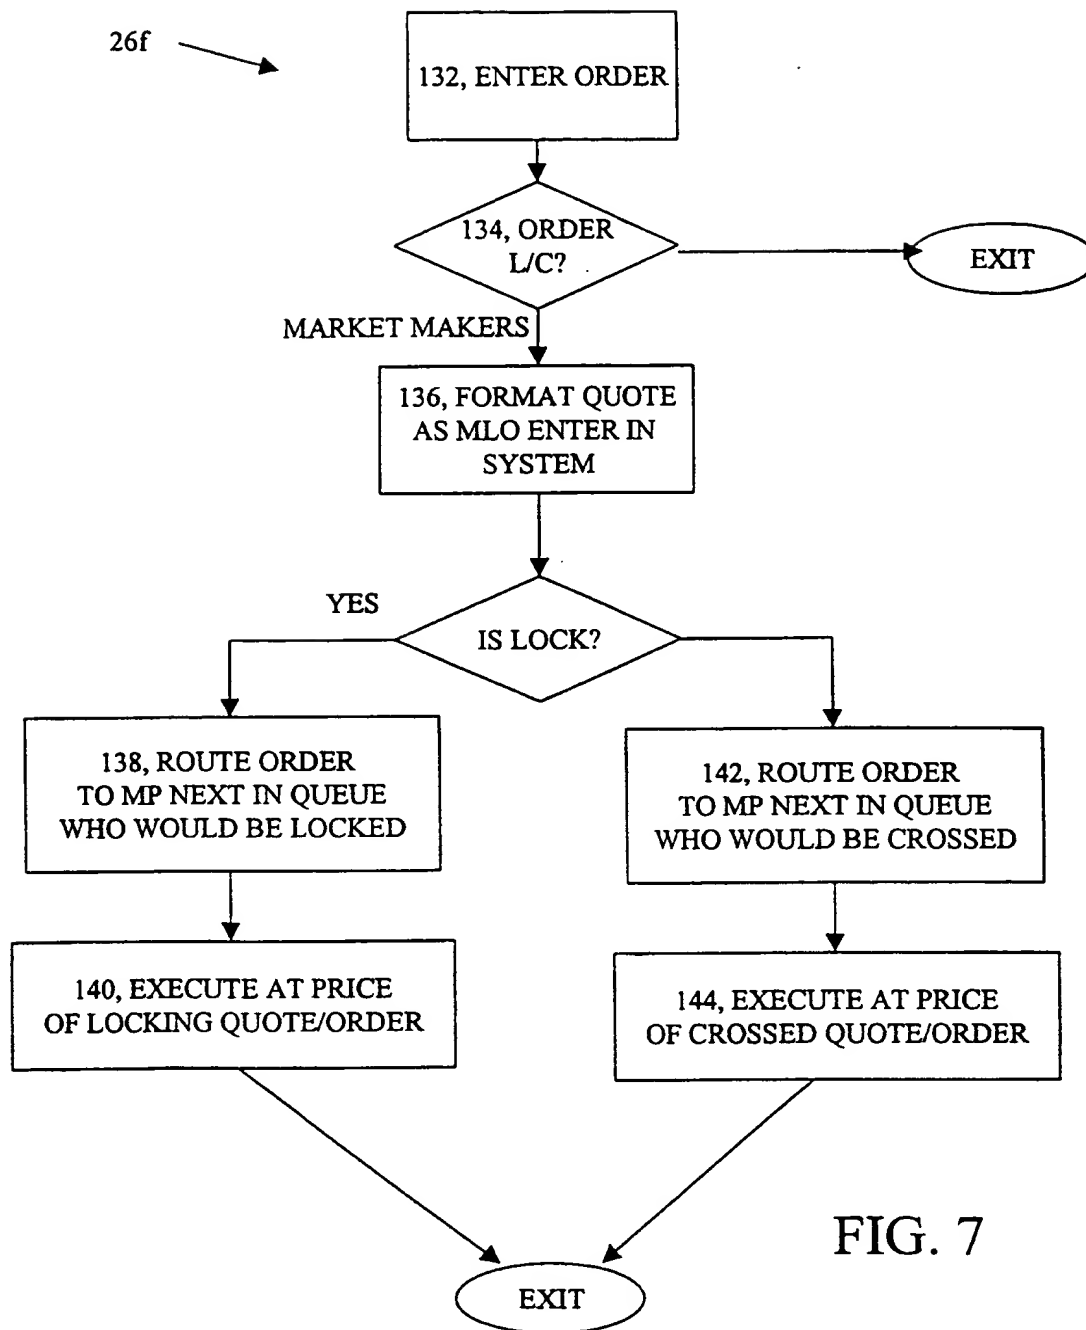 26f
132, ENTER ORDER
134, ORDER
L/C?
EXIT
MARKET MAKERS
136, FORMAT QUOTE
AS MLO ENTER IN
SYSTEM
YES
IS LOCK?
138, ROUTE ORDER
TO MP NEXT IN QUEUE
WHO WOULD BE LOCKED
142, ROUTE ORDER
TO MP NEXT IN QUEUE
WHO WOULD BE CROSSED
140, EXECUTE AT PRICE
OF LOCKING QUOTE/ORDER
144, EXECUTE AT PRICE
OF CROSSED QUOTE/ORDER
FIG. 7
EXIT